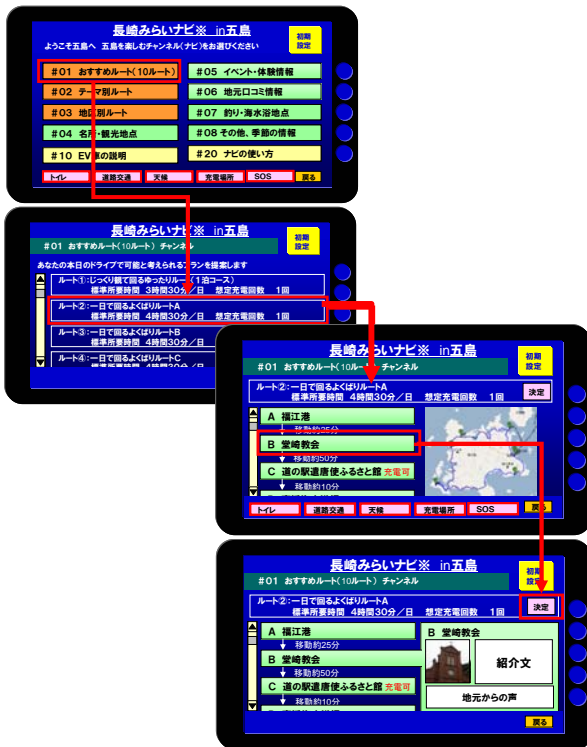 長崎みらいナビ※ in五島
初期
設定
ようこそ五島へ 五島を楽しむチャンネル(ナビ)をお選びください
#01 おすすめルート(10ルート)
#05 イベント・体験情報
#02 テーマ別ルート
#06 地元口コミ情報
#03 地区別ルート
#07 釣り・海水浴地点
#04 名所・観光地点
#08 その他、季節の情報
#10 EV車の説明
#20 ナビの使い方
トイレ
道路交通
天候
充電場所
SOS
戻る
長崎みらいナビ※ in五島
初期
設定
#01 おすすめルート(10ルート) チャンネル
あなたの本日のドライブで可能と考えられるプランを提案します
ルート①:じっくり観て回るゆったりルート(1泊コース)
標準所要時間 3時間30分/日 想定充電回数 1回
ルート②:一日で回るよくばりルートA
標準所要時間 4時間30分/日 想定充電回数 1回
ルート③:一日で回るよくばりルートB
標準所要時間 4時間30分/日
ルート④:一日で回るよくばりルートC
長崎みらいナビ※ in五島
初期
設定
#01 おすすめルート(10ルート) チャンネル
ルート②:一日で回るよくばりルートA
標準所要時間 4時間30分/日 想定充電回数 1回
決定
A 福江港
移動約25分
B 堂崎教会
移動約50分
C 道の駅遣唐使ふるさと館 充電可
移動約10分
トイレ
道路交通
天候
充電場所
SOS
戻る
長崎みらいナビ※ in五島
初期
設定
#01 おすすめルート(10ルート) チャンネル
ルート②:一日で回るよくばりルートA
標準所要時間 4時間30分/日 想定充電回数 1回
決定
A 福江港
移動約25分
B 堂崎教会
移動約50分
C 道の駅遣唐使ふるさと館 充電可
移動約10分
B 堂崎教会
紹介文
地元からの声
戻る